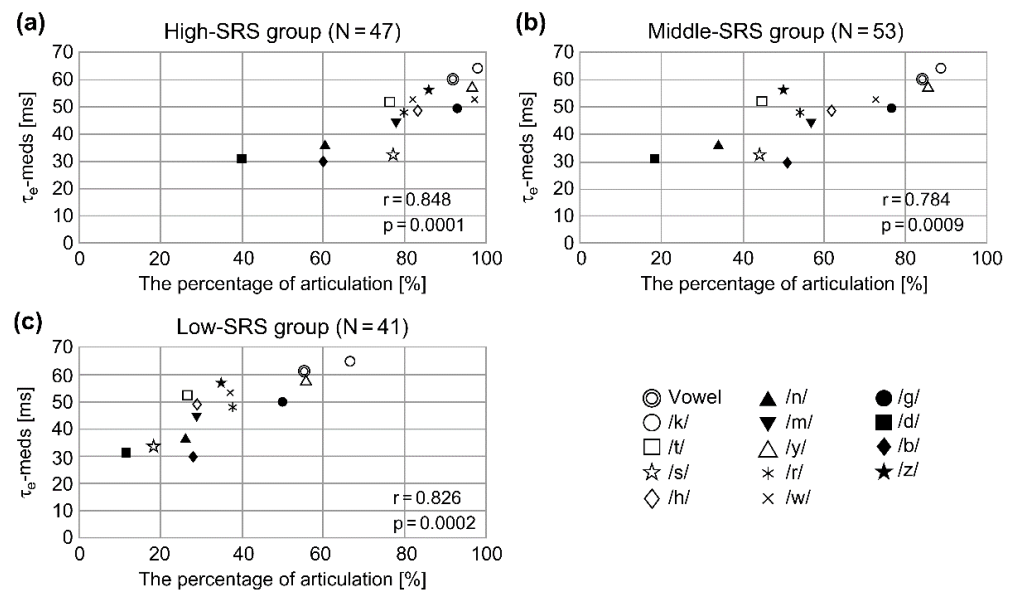 (a)
High-SRS group (N = 47)
70
60
50
40
30
20
10
0
τe-meds [ms]
r = 0.848
p = 0.0001
0 20 40 60 80 100
The percentage of articulation [%]
(b)
Middle-SRS group (N = 53)
70
60
50
40
30
20
10
0
τe-meds [ms]
r = 0.784
p = 0.0009
0 20 40 60 80 100
The percentage of articulation [%]
(c)
Low-SRS group (N = 41)
70
60
50
40
30
20
10
0
τe-meds [ms]
r = 0.826
p = 0.0002
0 20 40 60 80 100
The percentage of articulation [%]
Vowel /n/ /g/
/k/ /m/ /d/
/t/ /y/ /b/
/s/ /r/ /z/
/h/ /w/